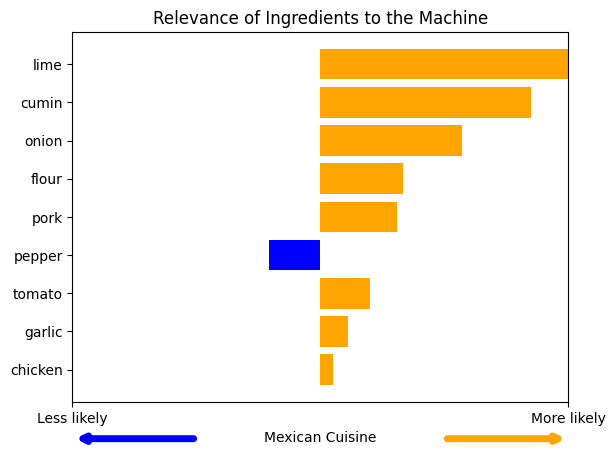 Relevance of Ingredients to the Machine
lime
cumin
onion
flour
pork
pepper
tomato
garlic
chicken
Less likely
More likely
Mexican Cuisine